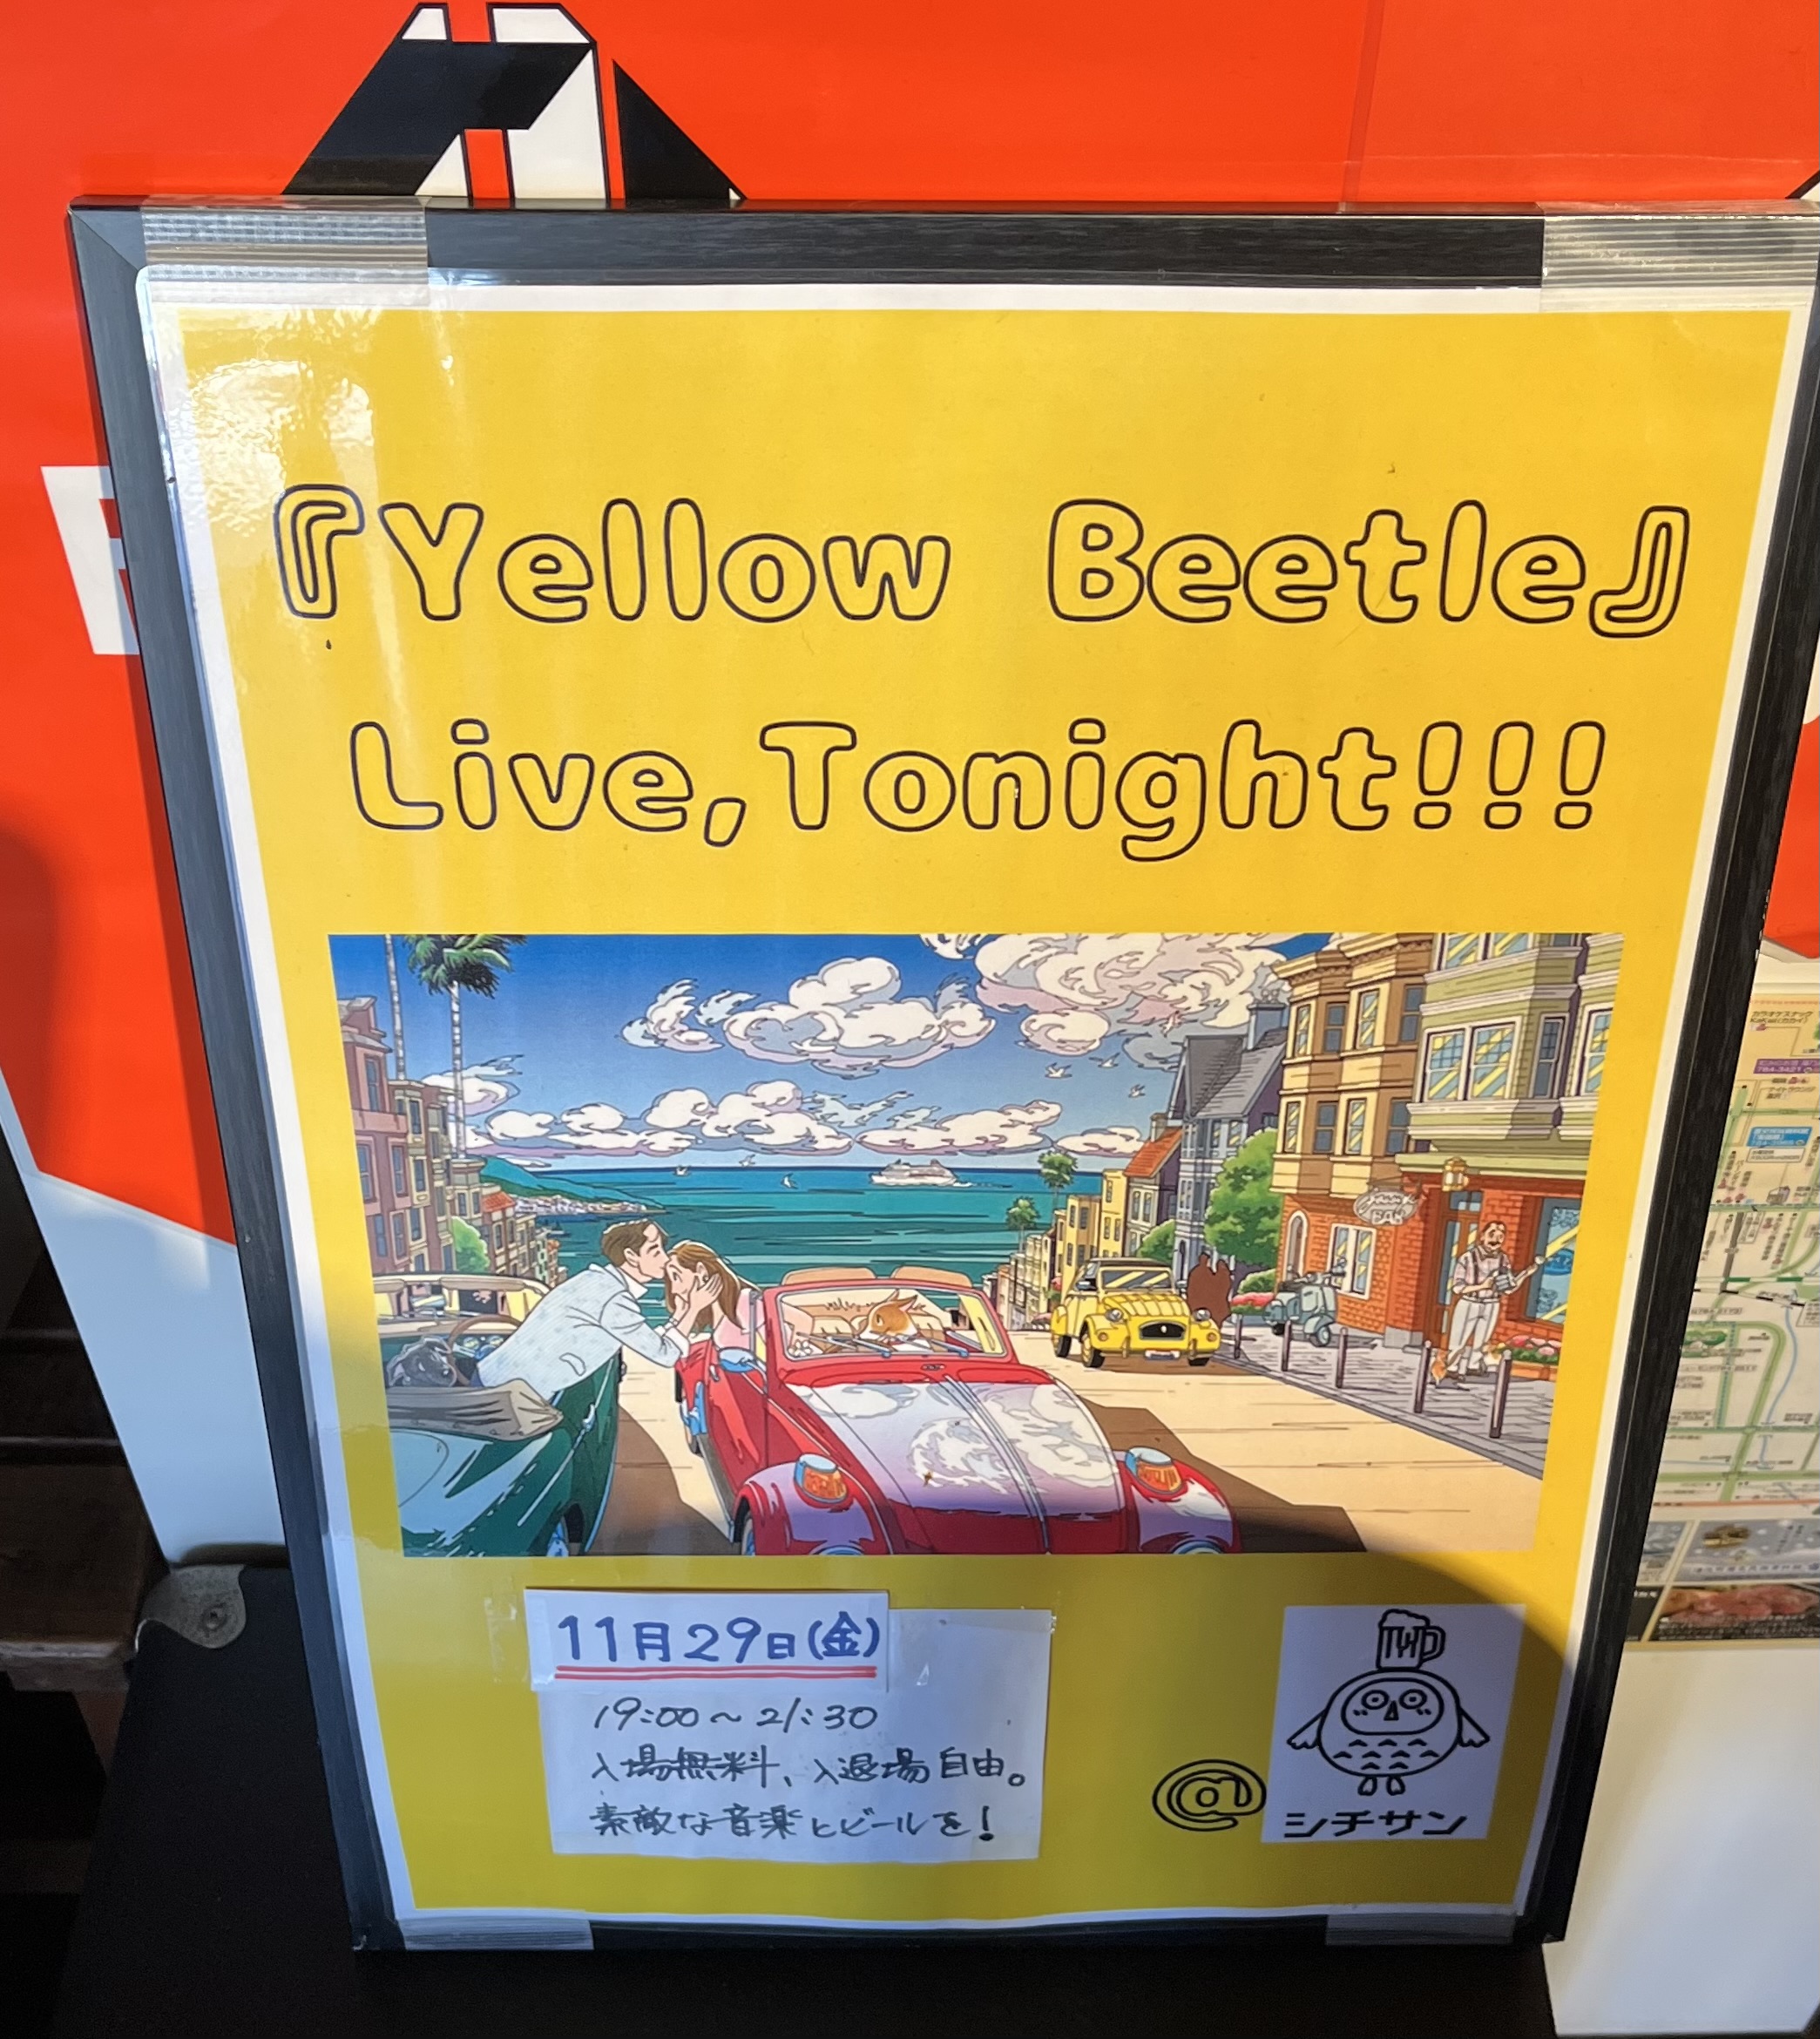 『Yellow Beetle』
Live,Tonight!!!
11月29日(金)
19:00～21:30
入場無料、入退場自由。
素敵な音楽とビールを！
@
シチサン